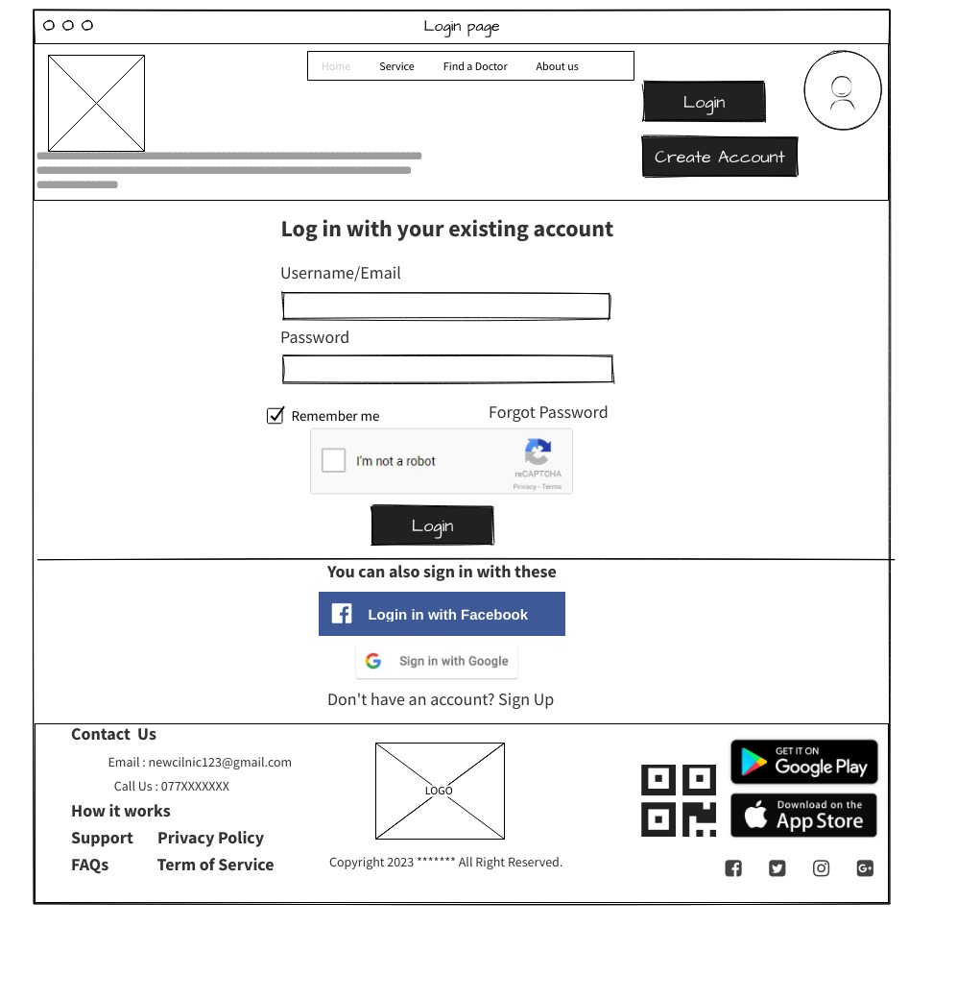 Login page
Home Service Find a Doctor About us
Login
Create Account
Log in with your existing account
Username/Email
Password
Remember me Forgot Password
I'm not a robot
reCAPTCHA
Privacy - Terms
Login
You can also sign in with these
Login in with Facebook
Sign in with Google
Don't have an account? Sign Up
Contact Us
Email : newcilnic123@gmail.com
Call Us : 077XXXXXXX
How it works
Support Privacy Policy
FAQs Term of Service
LOGO
Copyright 2023 ******* All Right Reserved.
GET IT ON
Google Play
Download on the
App Store